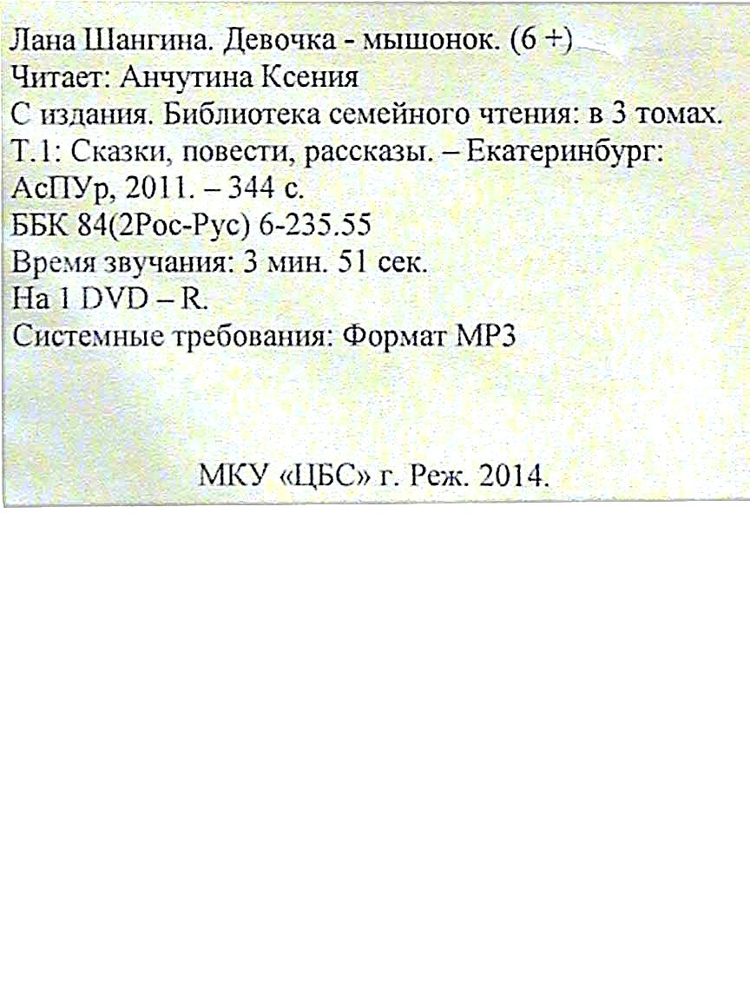 Лана Шангина. Девочка - мышонок. (6 +)
Читает: Анчутина Ксения
С издания. Библиотека семейного чтения: в 3 томах.
Т.1: Сказки, повести, рассказы. – Екатеринбург:
АсПУр, 2011. – 344 с.
ББК 84(2Рос-Рус) 6-235.55
Время звучания: 3 мин. 51 сек.
На 1 DVD – R.
Системные требования: Формат МР3
МКУ «ЦБС» г. Реж. 2014.